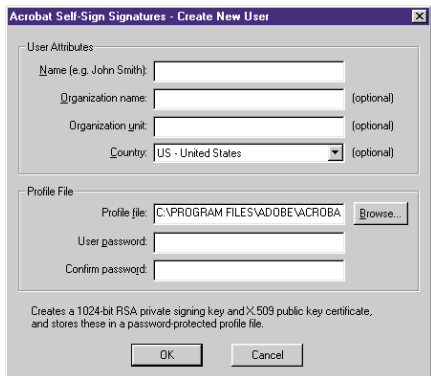 Acrobat Self-Sign Signatures - Create New User
User Attributes
Name (e.g. John Smith):
Organization name: (optional)
Organization unit: (optional)
Country: US - United States (optional)
Profile File
Profile file: C:\PROGRAM FILES\ADOBE\ACROBA Browse...
User password:
Confirm password:
Creates a 1024-bit RSA private signing key and X.509 public key certificate,
and stores these in a password-protected profile file.
OK Cancel